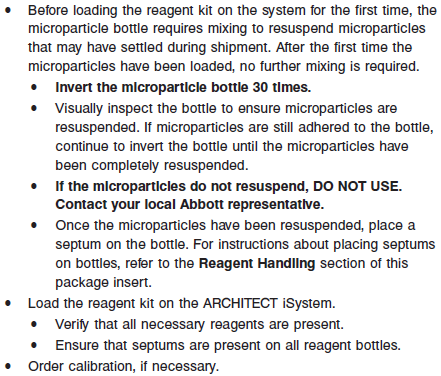 • Before loading the reagent kit on the system for the first time, the
microparticle bottle requires mixing to resuspend microparticles
that may have settled during shipment. After the first time the
microparticles have been loaded, no further mixing is required.
• Invert the microparticle bottle 30 times.
• Visually inspect the bottle to ensure microparticles are
resuspended. If microparticles are still adhered to the bottle,
continue to invert the bottle until the microparticles have
been completely resuspended.
• If the microparticles do not resuspend, DO NOT USE.
Contact your local Abbott representative.
• Once the microparticles have been resuspended, place a
septum on the bottle. For instructions about placing septums
on bottles, refer to the Reagent Handling section of this
package insert.
• Load the reagent kit on the ARCHITECT iSystem.
• Verify that all necessary reagents are present.
• Ensure that septums are present on all reagent bottles.
• Order calibration, if necessary.